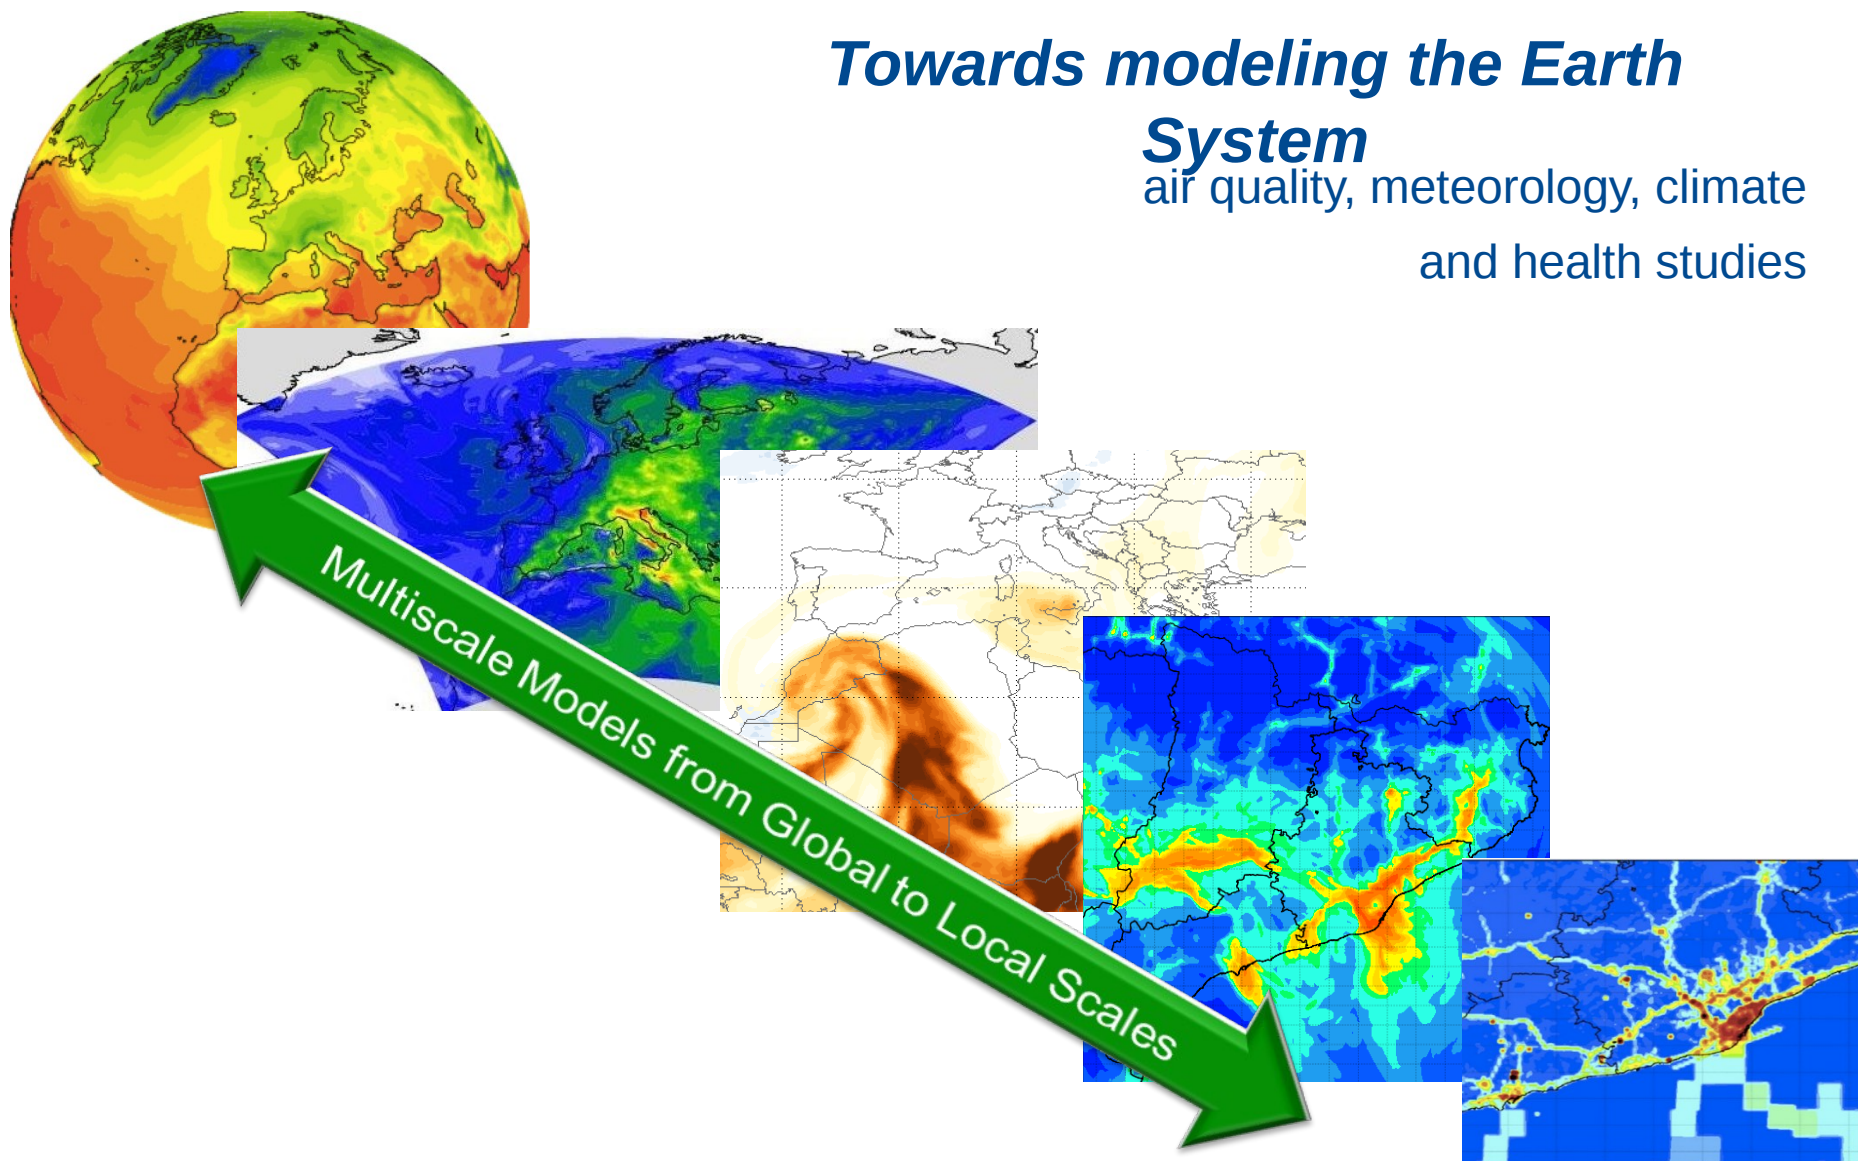 Towards modeling the Earth
System
air quality, meteorology, climate
and health studies
Multiscale Models from Global to Local Scales